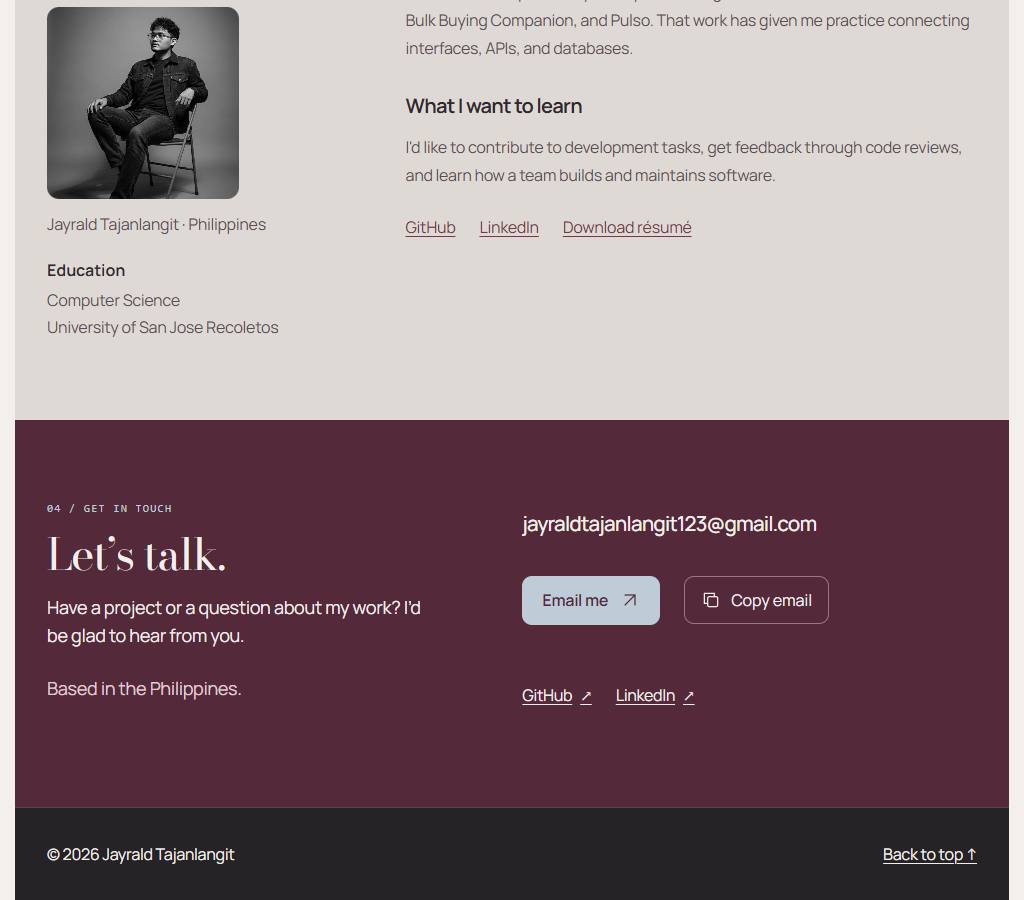 Bulk Buying Companion, and Pulso. That work has given me practice connecting
interfaces, APIs, and databases.
What I want to learn
I'd like to contribute to development tasks, get feedback through code reviews,
and learn how a team builds and maintains software.
GitHub LinkedIn Download résumé
Jayrald Tajanlangit · Philippines
Education
Computer Science
University of San Jose Recoletos
04 / GET IN TOUCH
Let’s talk.
Have a project or a question about my work? I’d
be glad to hear from you.
Based in the Philippines.
jayraldtajanlangit123@gmail.com
Email me ↗ Copy email
GitHub ↗ LinkedIn ↗
© 2026 Jayrald Tajanlangit
Back to top ↑